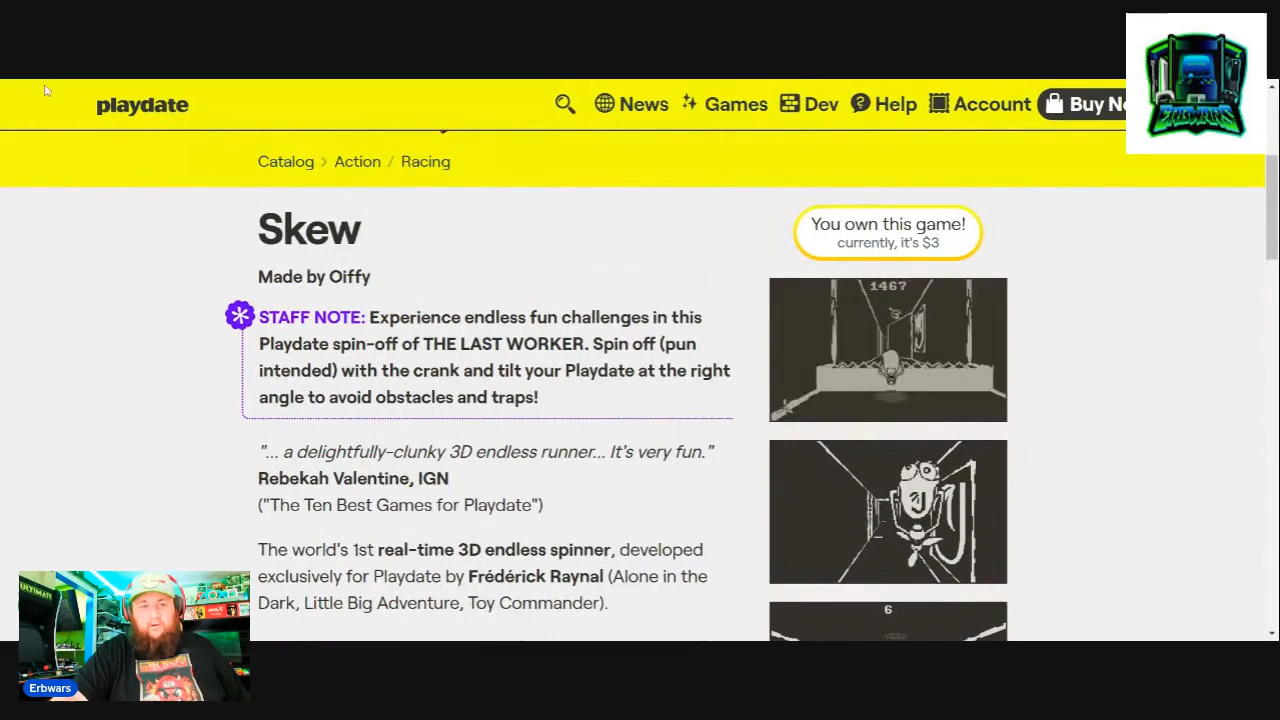 playdate
News
Games
Dev
Help
Account
Buy N
ERBWARS
Catalog > Action / Racing
Skew
Made by Oiffy
You own this game!
currently, it's $3
STAFF NOTE: Experience endless fun challenges in this
Playdate spin-off of THE LAST WORKER. Spin off (pun
intended) with the crank and tilt your Playdate at the right
angle to avoid obstacles and traps!
1467
"... a delightfully-clunky 3D endless runner... It's very fun."
Rebekah Valentine, IGN
("The Ten Best Games for Playdate")
The world's 1st real-time 3D endless spinner, developed
exclusively for Playdate by Frédérick Raynal (Alone in the
Dark, Little Big Adventure, Toy Commander).
6
ULTIMATE
Erbwars